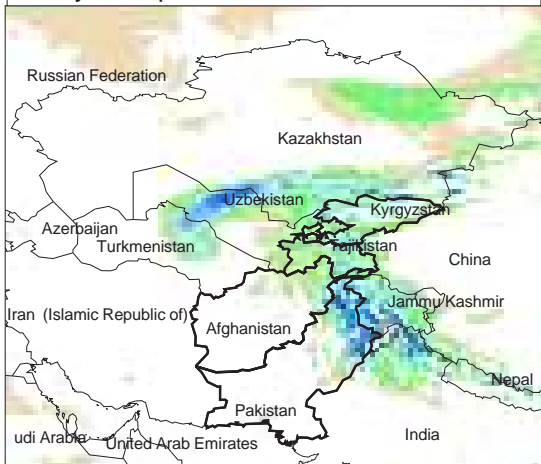 Russian Federation
Kazakhstan
Uzbekistan
Kyrgyzstan
Azerbaijan
Turkmenistan
Tajikistan
China
Iran (Islamic Republic of)
Jammu Kashmir
Afghanistan
Nepal
Pakistan
udi Arabia
United Arab Emirates
India